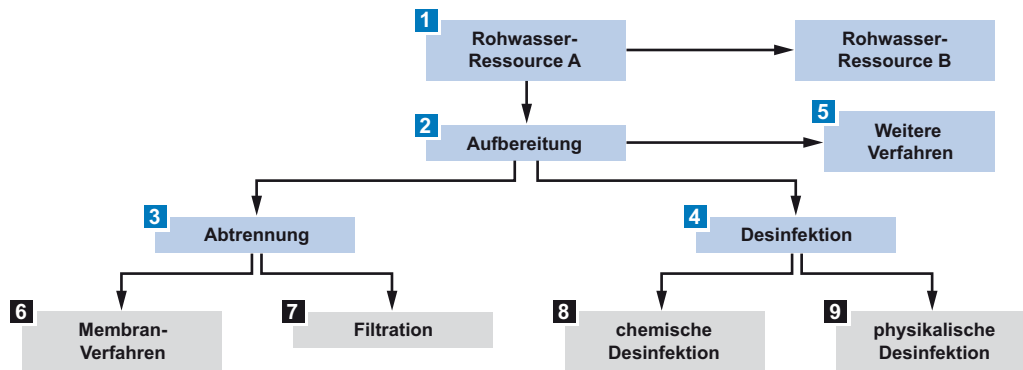 1
Rohwasser-
Ressource A
Rohwasser-
Ressource B
2
Aufbereitung
5
Weitere
Verfahren
3
Abtrennung
4
Desinfektion
6
Membran-
Verfahren
7
Filtration
8
chemische
Desinfektion
9
physikalische
Desinfektion